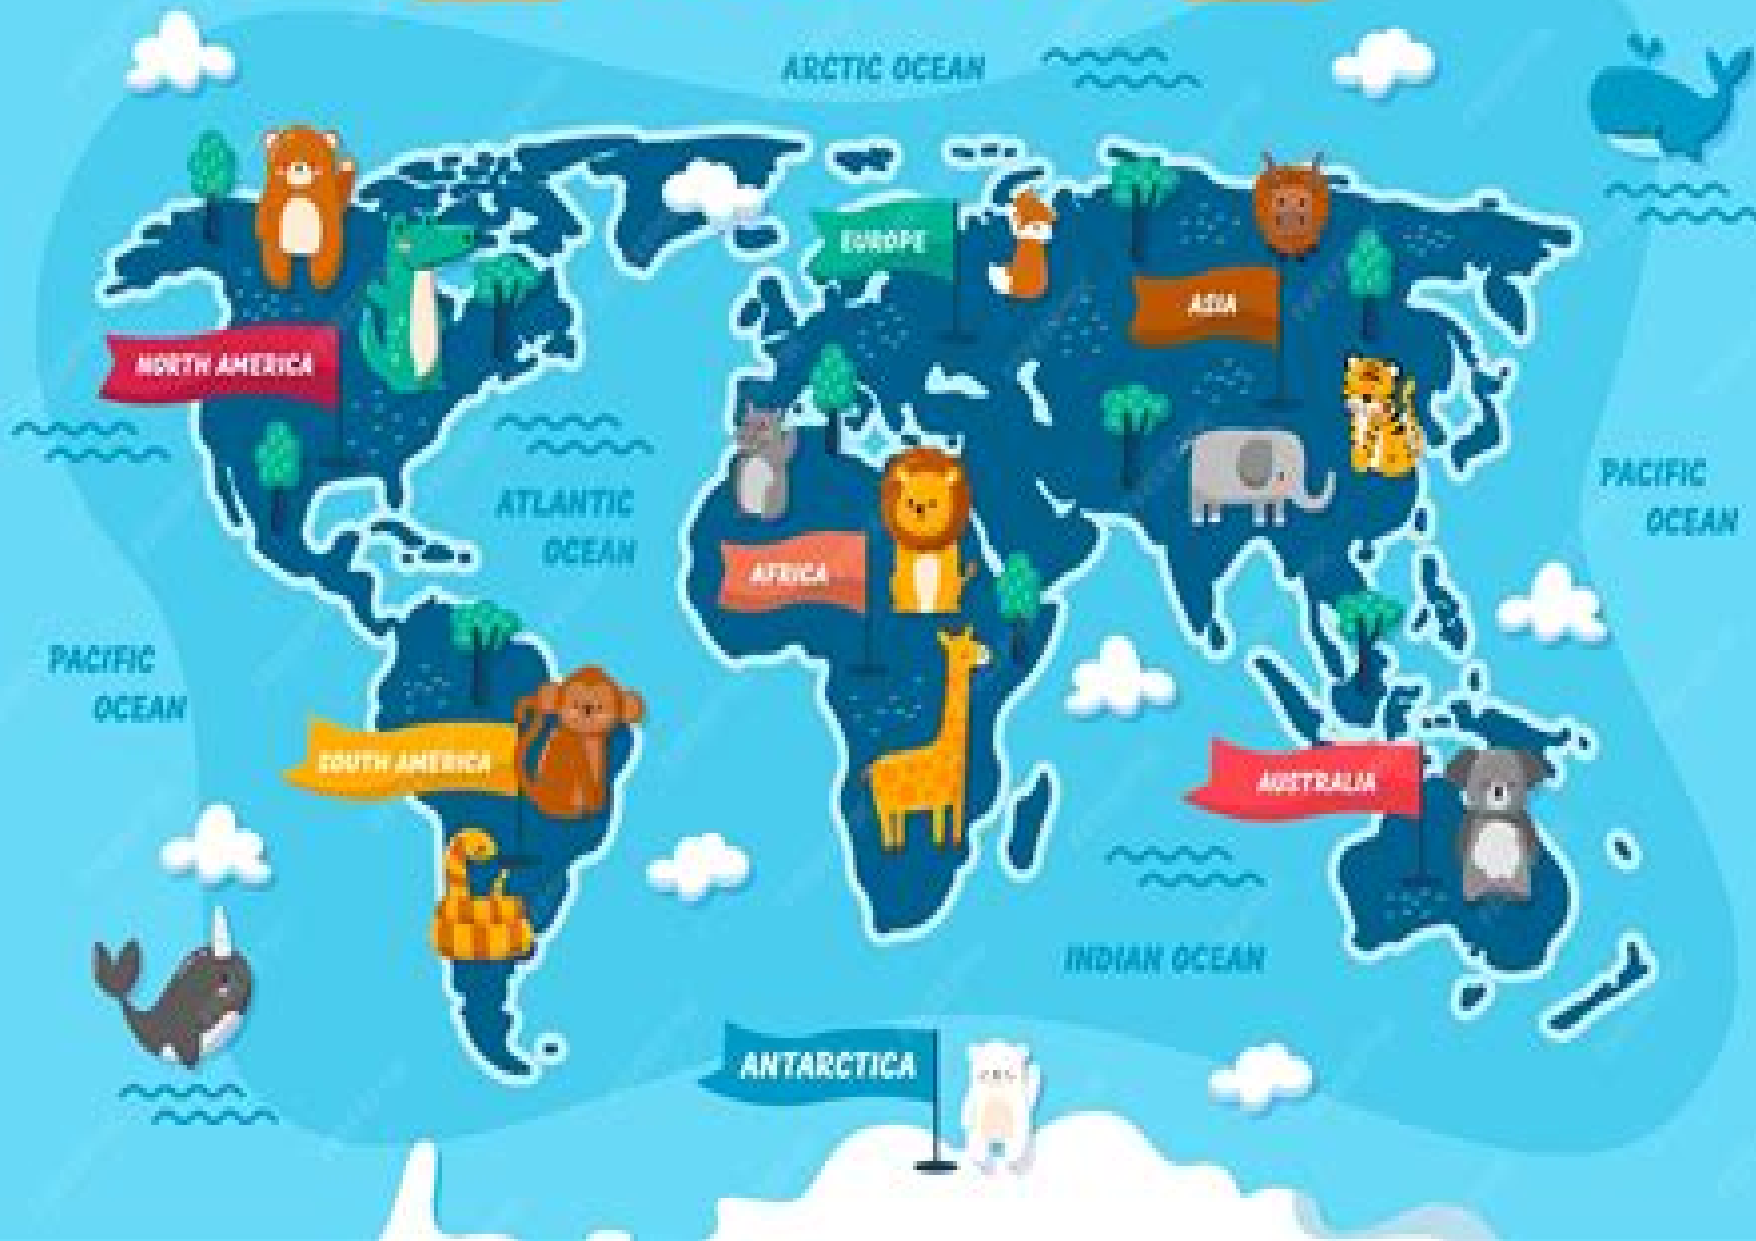 ARCTIC OCEAN
EUROPE
ASIA
NORTH AMERICA
ATLANTIC
OCEAN
PACIFIC
OCEAN
AFRICA
PACIFIC
OCEAN
SOUTH AMERICA
AUSTRALIA
INDIAN OCEAN
ANTARCTICA